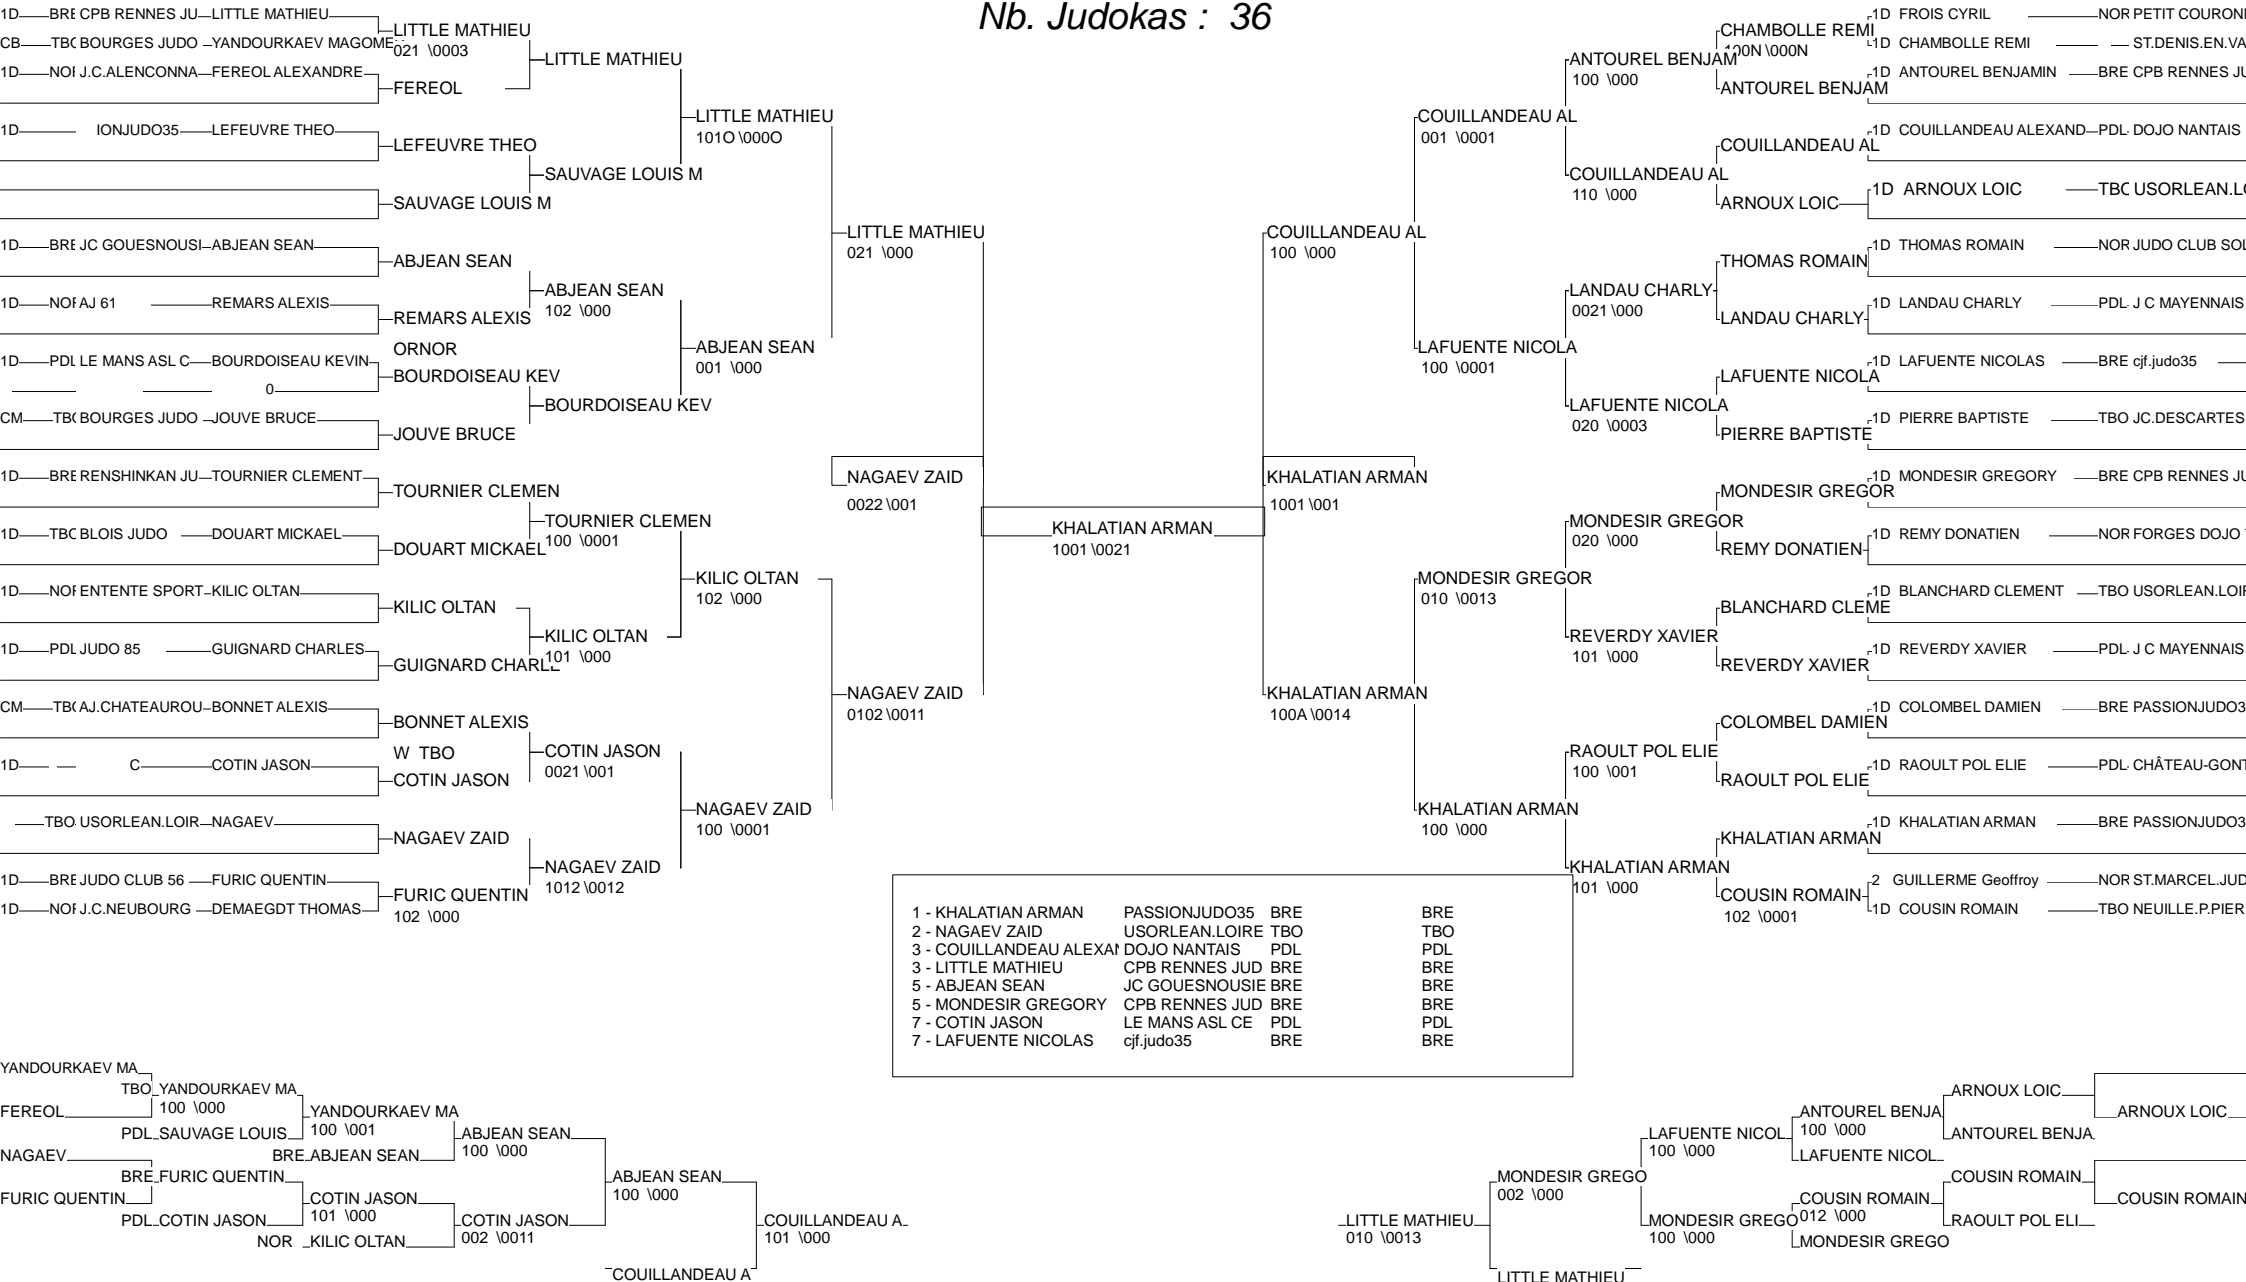 Nb. Judokas : 36
1D BRE CPB RENNES JU LITTLE MATHIEU
CB TBO BOURGES JUDO YANDOURKAEV MAGOME
1D NOR J.C.ALENCONNA FEREOL ALEXANDRE
1D IONJUDO35 LEFEUVRE THEO
1D BRE JC GOUESNOUSI ABJEAN SEAN
1D NOR AJ 61 REMARS ALEXIS
1D PDL LE MANS ASL C BOURDOISEAU KEVIN
0
CM TBO BOURGES JUDO JOUVE BRUCE
1D BRE RENSHINKAN JU TOURNIER CLEMENT
1D TBO BLOIS JUDO DOUART MICKAEL
1D NOR ENTENTE SPORT KILIC OLTAN
1D PDL JUDO 85 GUIGNARD CHARLES
CM TBO AJ.CHATEAUROU BONNET ALEXIS
1D C COTIN JASON
TBO USORLEAN.LOIR NAGAEV
1D BRE JUDO CLUB 56 FURIC QUENTIN
1D NOR J.C.NEUBOURG DEMAEGDT THOMAS
LITTLE MATHIEU
021 \0003
FEREOL
LEFEUVRE THEO
SAUVAGE LOUIS M
ABJEAN SEAN
REMARS ALEXIS
ORNOR
BOURDOISEAU KEV
JOUVE BRUCE
TOURNIER CLEMEN
DOUART MICKAEL
KILIC OLTAN
GUIGNARD CHARLE
BONNET ALEXIS
W TBO
COTIN JASON
NAGAEV ZAID
FURIC QUENTIN
102 \000
LITTLE MATHIEU
SAUVAGE LOUIS M
ABJEAN SEAN
102 \000
BOURDOISEAU KEV
TOURNIER CLEMEN
100 \0001
KILIC OLTAN
101 \000
COTIN JASON
0021 \001
NAGAEV ZAID
1012 \0012
LITTLE MATHIEU
101O \000O
ABJEAN SEAN
001 \000
KILIC OLTAN
102 \000
NAGAEV ZAID
100 \0001
LITTLE MATHIEU
021 \000
NAGAEV ZAID
0022 \001
NAGAEV ZAID
0102 \0011
KHALATIAN ARMAN
1001 \0021
COUILLANDEAU AL
100 \000
KHALATIAN ARMAN
1001 \001
KHALATIAN ARMAN
100A \0014
COUILLANDEAU AL
001 \0001
LAFUENTE NICOLA
100 \0001
MONDESIR GREGOR
010 \0013
KHALATIAN ARMAN
100 \000
ANTOUREL BENJAM
100 \000
COUILLANDEAU AL
110 \000
LANDAU CHARLY
0021 \000
LAFUENTE NICOLA
020 \0003
MONDESIR GREGOR
020 \000
REVERDY XAVIER
101 \000
RAOULT POL ELIE
100 \001
KHALATIAN ARMAN
101 \000
CHAMBOLLE REMI
100N \000N
ANTOUREL BENJAM
COUILLANDEAU AL
ARNOUX LOIC
THOMAS ROMAIN
LANDAU CHARLY
LAFUENTE NICOLA
PIERRE BAPTISTE
MONDESIR GREGOR
REMY DONATIEN
BLANCHARD CLEME
REVERDY XAVIER
COLOMBEL DAMIEN
RAOULT POL ELIE
KHALATIAN ARMAN
COUSIN ROMAIN
102 \0001
1D FROIS CYRIL NOR PETIT COURONN
1D CHAMBOLLE REMI ST.DENIS.EN.VA
1D ANTOUREL BENJAMIN BRE CPB RENNES JU
1D COUILLANDEAU ALEXAND PDL DOJO NANTAIS
1D ARNOUX LOIC TBO USORLEAN.LO
1D THOMAS ROMAIN NOR JUDO CLUB SOL
1D LANDAU CHARLY PDL J C MAYENNAIS
1D LAFUENTE NICOLAS BRE cjf.judo35
1D PIERRE BAPTISTE TBO JC.DESCARTES
1D MONDESIR GREGORY BRE CPB RENNES JU
1D REMY DONATIEN NOR FORGES DOJO
1D BLANCHARD CLEMENT TBO USORLEAN.LOIR
1D REVERDY XAVIER PDL J C MAYENNAIS
1D COLOMBEL DAMIEN BRE PASSIONJUDO3
1D RAOULT POL ELIE PDL CHÂTEAU-GONT
1D KHALATIAN ARMAN BRE PASSIONJUDO3
2 GUILLERME Geoffroy NOR ST.MARCEL.JUD
1D COUSIN ROMAIN TBO NEUILLE.P.PIER
1 - KHALATIAN ARMAN PASSIONJUDO35 BRE BRE
2 - NAGAEV ZAID USORLEAN.LOIRE TBO TBO
3 - COUILLANDEAU ALEXAN DOJO NANTAIS PDL PDL
3 - LITTLE MATHIEU CPB RENNES JUD BRE BRE
5 - ABJEAN SEAN JC GOUESNOUSIE BRE BRE
5 - MONDESIR GREGORY CPB RENNES JUD BRE BRE
7 - COTIN JASON LE MANS ASL CE PDL PDL
7 - LAFUENTE NICOLAS cjf.judo35 BRE BRE
YANDOURKAEV MA
FEREOL
NAGAEV
FURIC QUENTIN
TBO YANDOURKAEV MA
100 \000
PDL SAUVAGE LOUIS
BRE FURIC QUENTIN
PDL COTIN JASON
YANDOURKAEV MA
100 \001
BRE ABJEAN SEAN
COTIN JASON
101 \000
NOR KILIC OLTAN
ABJEAN SEAN
100 \000
COTIN JASON
002 \0011
ABJEAN SEAN
100 \000
COUILLANDEAU A
COUILLANDEAU A
101 \000
LITTLE MATHIEU
010 \0013
MONDESIR GREGO
002 \000
LITTLE MATHIEU
LAFUENTE NICOL
100 \000
MONDESIR GREGO
100 \000
ANTOUREL BENJA
100 \000
LAFUENTE NICOL
COUSIN ROMAIN
012 \000
MONDESIR GREGO
ARNOUX LOIC
ANTOUREL BENJA
COUSIN ROMAIN
RAOULT POL ELI
ARNOUX LOIC
COUSIN ROMAIN